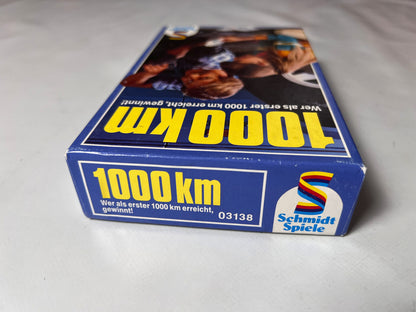 Wer als erster 1000 km erreicht, gewinnt!
1000 km
1000 km
Wer als erster 1000 km erreicht,
gewinnt!
03138
Schmidt
Spiele